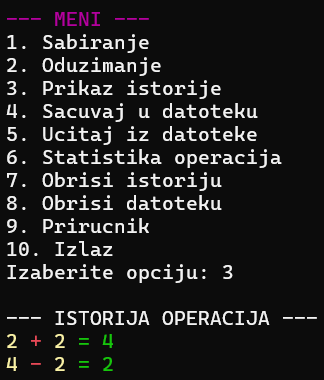 --- MENI ---
1. Sabiranje
2. Oduzimanje
3. Prikaz istorije
4. Sacuvaj u datoteku
5. Ucitaj iz datoteke
6. Statistika operacija
7. Obrisi istoriju
8. Obrisi datoteku
9. Prirucnik
10. Izlaz
Izaberite opciju: 3
--- ISTORIJA OPERACIJA ---
2 + 2 = 4
4 - 2 = 2